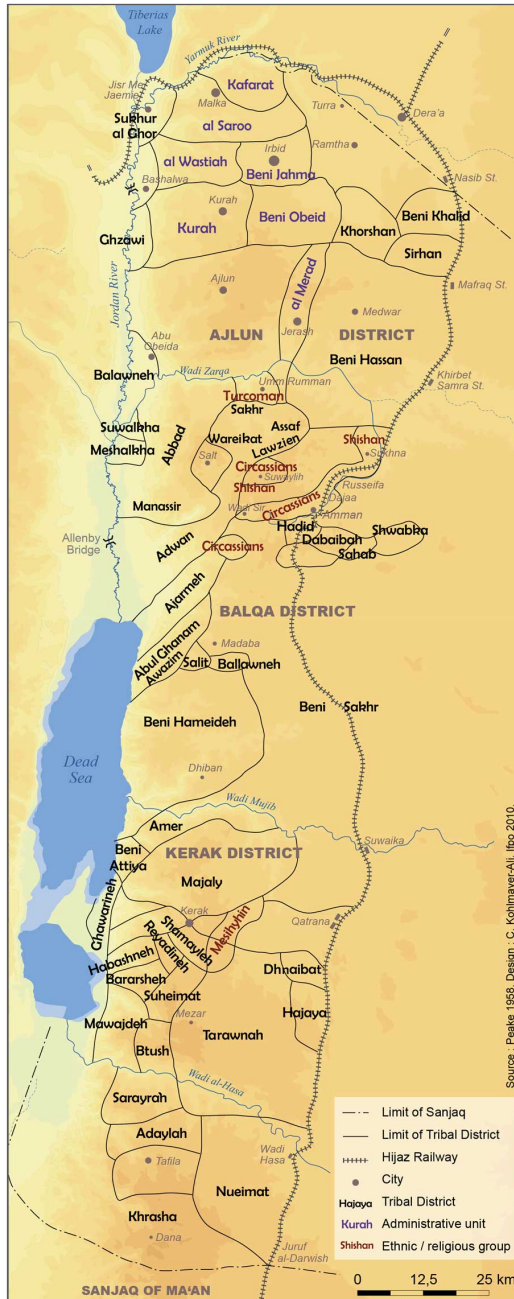 Tiberias
Lake
Yarmuk River
Jisr Me
Jaemie
Malka
Kafarat
Sukhur
al Ghor
al Saroo
Turra
Dera'a
Irbid
Ramtha
al Wastiah
Beni Jahma
Bashalwa
Nasib St.
Kurah
Kurah
Beni Obeid
Khorshan
Beni Khalid
Sirhan
Ghzawi
Jordan River
Ajlun
al Merad
Mafraq St.
AJLUN
DISTRICT
Medwar
Jerash
Abu
Obeida
Beni Hassan
Balawneh
Wadi Zarqa
Umm Rumman
Khirbet
Samra St.
Turcoman
Sakhr
Suwalkha
Meshalkha
Abbad
Wareikat
Assaf
Lawzien
Shishan
Salt
Circassians
Sukhna
Suwaylih
Shishan
Russeifa
Manassir
Dajaa
Wadi Sir
Circassians
Amman
Allenby
Bridge
Adwan
Circassians
Hadid
Dabaibah
Shwabka
Sahab
Ajarmeh
BALQA DISTRICT
Abul Ghanam
Awazim
Madaba
Salit
Ballawneh
Beni Sakhr
Beni Hameideh
Dead
Sea
Dhiban
Wadi Mujib
Amer
Suwaika
Beni
Attiya
KERAK DISTRICT
Majaly
Ghawarineh
Kerak
Qatrana
Shamayleh
Mesihyhin
Reyadineh
Habashneh
Dhnaibat
Bararsheh
Suheimat
Hajaya
Mawajdeh
Mezar
Tarawnah
Btush
Wadi al-Hasa
Sarayrah
Adaylah
Wadi
Hasa
Tafila
Nueimat
Khrasha
Dana
Juruf
al-Darwish
SANJAQ OF MA'AN
Source : Peake 1958. Design : C. Kohlmayer-Ali. Ifpo 2010.
Limit of Sanjaq
Limit of Tribal District
Hijaz Railway
City
Hajaya Tribal District
Kurah Administrative unit
Shishan Ethnic / religious group
0 12,5 25 km